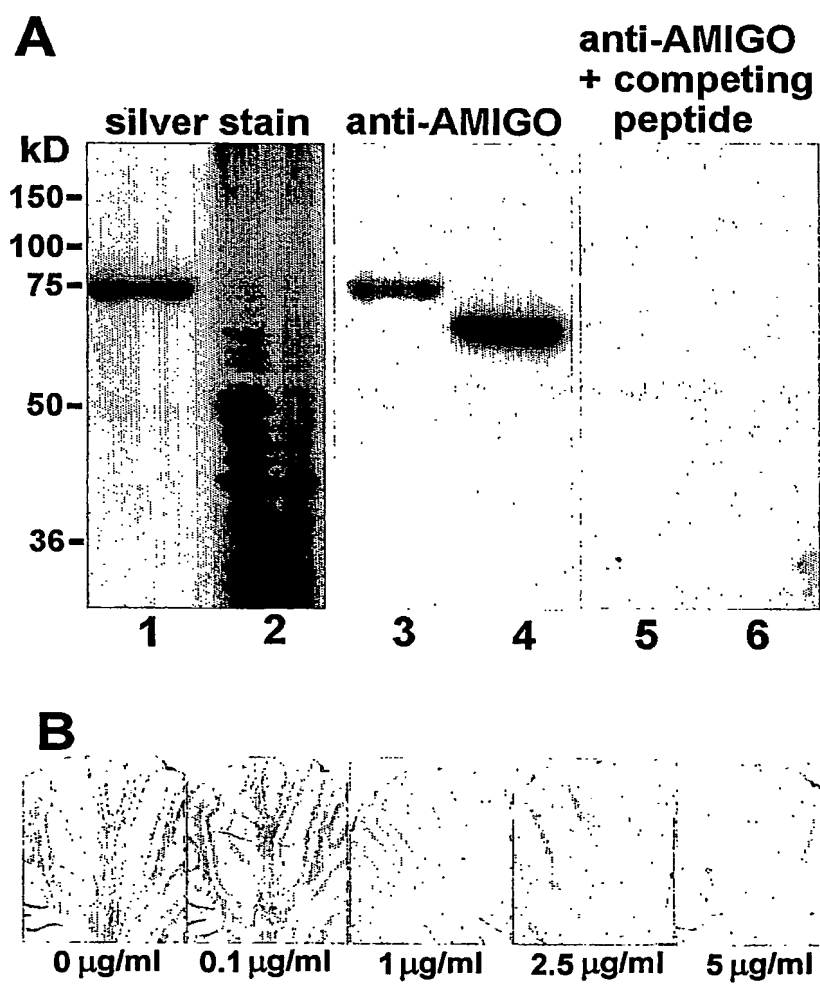 A
anti-AMIGO
+ competing
peptide
silver stain
anti-AMIGO
kD
150-
100-
75-
50-
36-
1
2
3
4
5
6
B
0 µg/ml
0.1 µg/ml
1 µg/ml
2.5 µg/ml
5 µg/ml